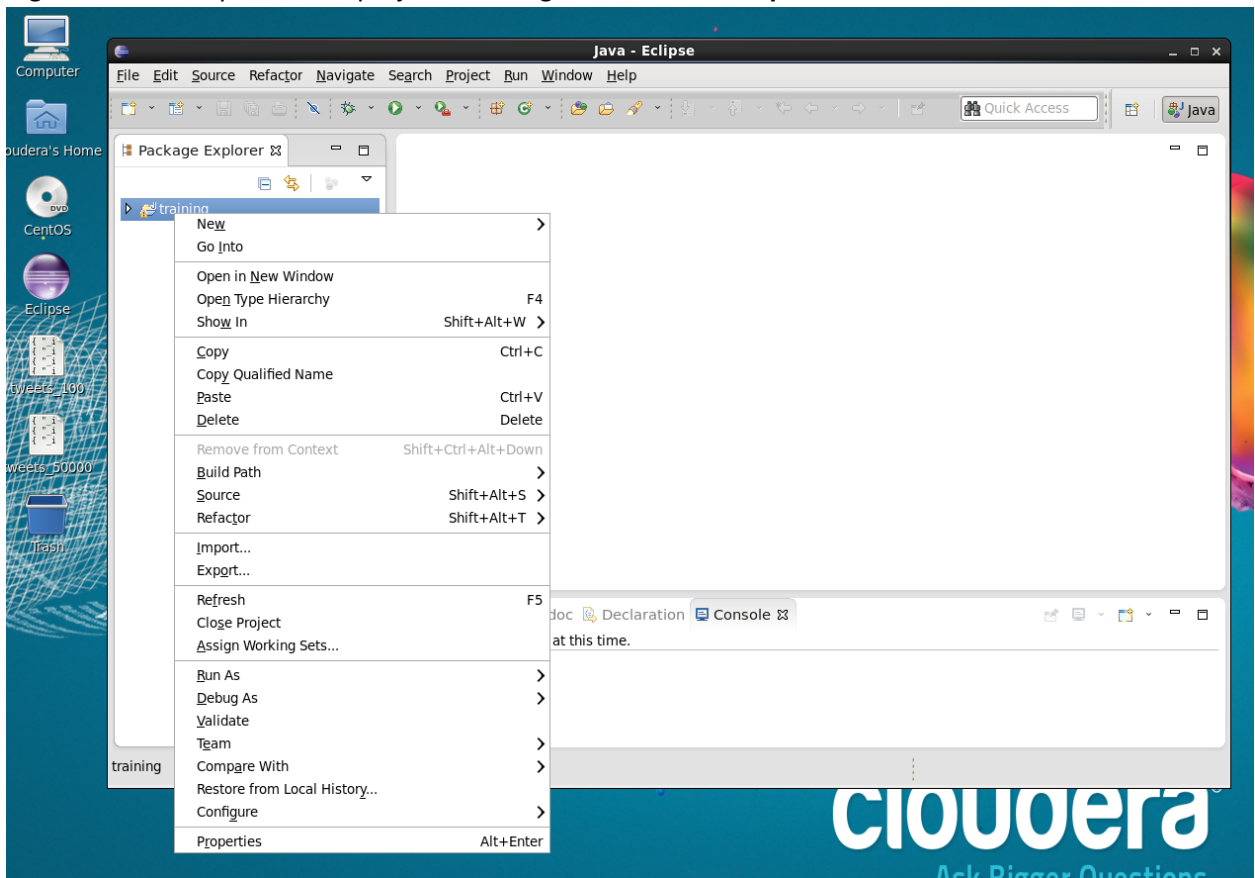 Java - Eclipse
File Edit Source Refactor Navigate Search Project Run Window Help
Quick Access
Java
Computer
oudera's Home
CentOS
Eclipse
tweets_100
weets_50000
Trash
Package Explorer
training
New
Go Into
Open in New Window
Open Type Hierarchy F4
Show In Shift+Alt+W
Copy Ctrl+C
Copy Qualified Name
Paste Ctrl+V
Delete Delete
Remove from Context Shift+Ctrl+Alt+Down
Build Path
Source Shift+Alt+S
Refactor Shift+Alt+T
Import...
Export...
Refresh F5
Close Project
Assign Working Sets...
Run As
Debug As
Validate
Team
Compare With
Restore from Local History...
Configure
Properties Alt+Enter
doc Declaration Console
at this time.
training
cloudera
Ask Bigger Questions